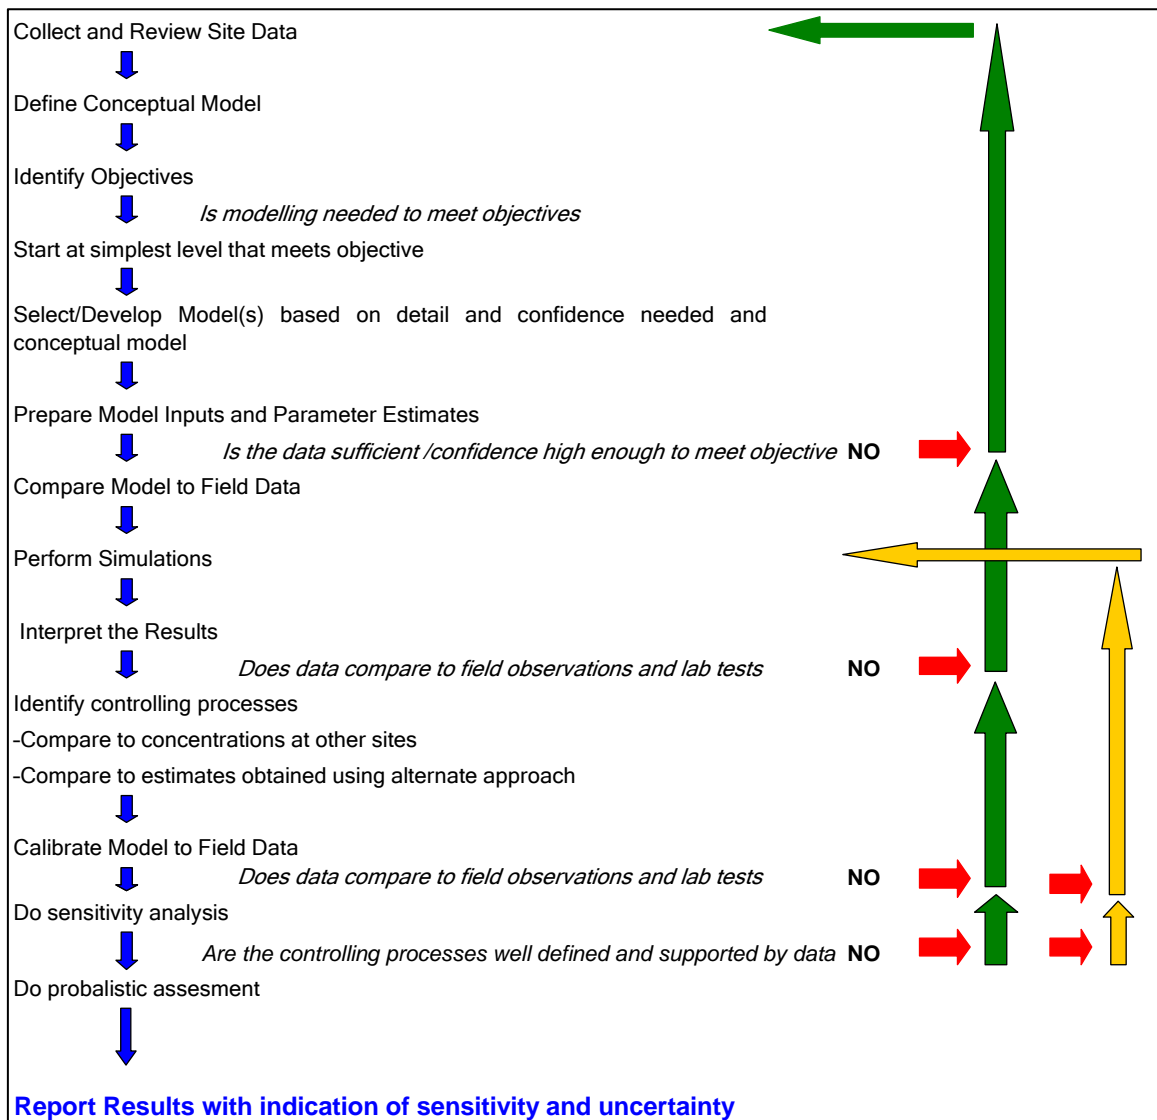 Collect and Review Site Data
Define Conceptual Model
Identify Objectives
Is modelling needed to meet objectives
Start at simplest level that meets objective
Select/Develop Model(s) based on detail and confidence needed and
conceptual model
Prepare Model Inputs and Parameter Estimates
Is the data sufficient /confidence high enough to meet objective NO
Compare Model to Field Data
Perform Simulations
Interpret the Results
Does data compare to field observations and lab tests NO
Identify controlling processes
-Compare to concentrations at other sites
-Compare to estimates obtained using alternate approach
Calibrate Model to Field Data
Does data compare to field observations and lab tests NO
Do sensitivity analysis
Are the controlling processes well defined and supported by data NO
Do probalistic assesment
Report Results with indication of sensitivity and uncertainty